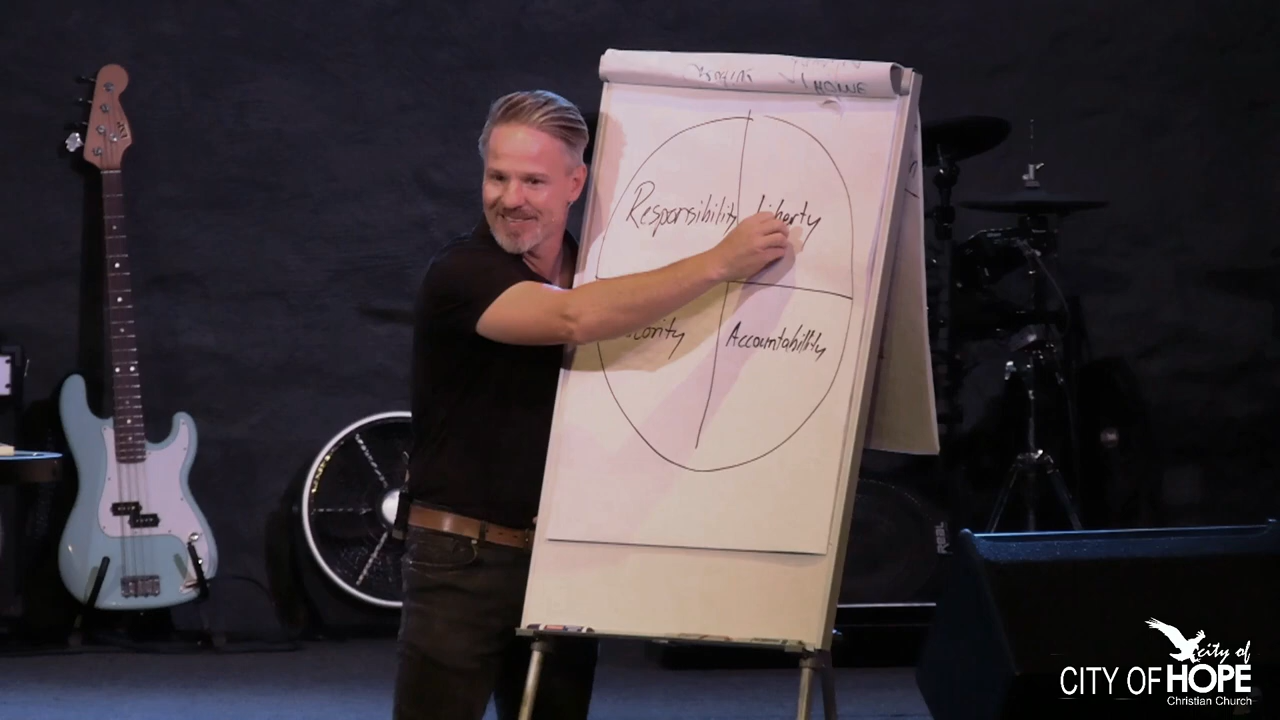 HOME
Responsibility Liberty
Accountability
city of
CITY OF HOPE
Christian Church